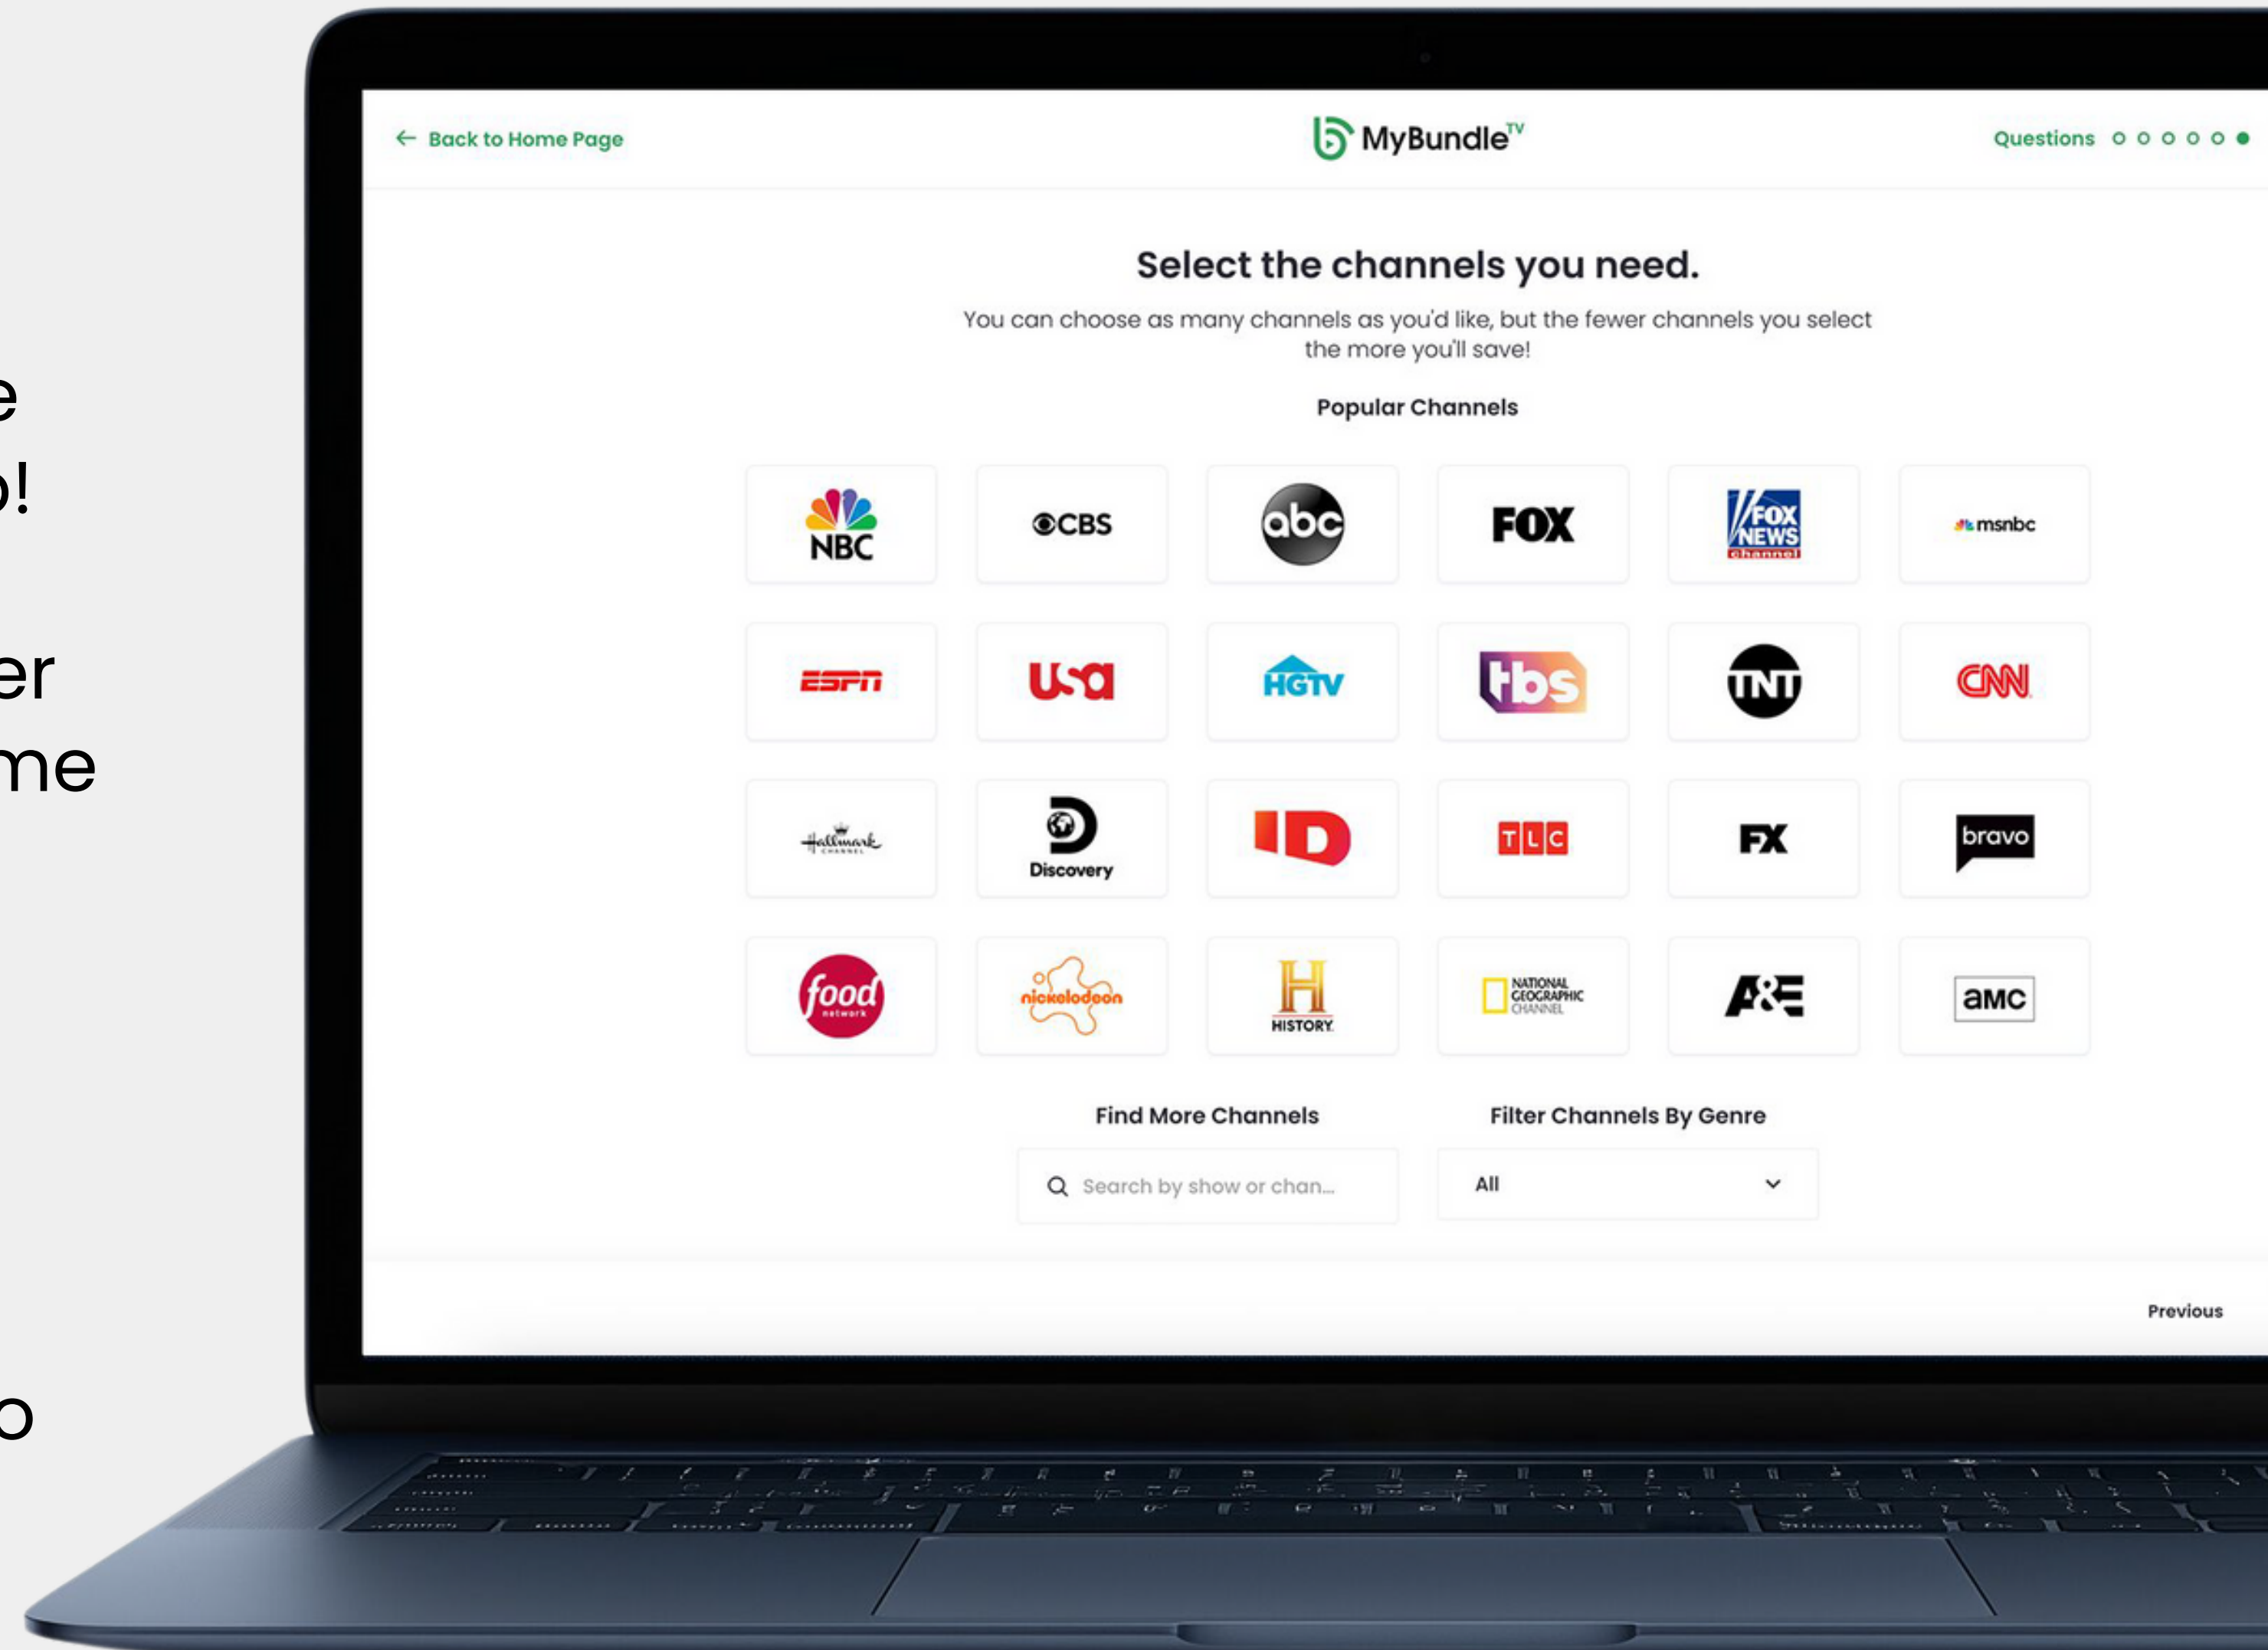 e
o!
er
me
o
← Back to Home Page
MyBundle TV
Questions
Select the channels you need.
You can choose as many channels as you'd like, but the fewer channels you select
the more you'll save!
Popular Channels
NBC
CBS
abc
FOX
FOX
NEWS
channel
msnbc
ESPN
USA
HGTV
tbs
TNT
CNN
Hallmark
CHANNEL
Discovery
ID
TLC
FX
bravo
food
network
nickelodeon
H
HISTORY
NATIONAL
GEOGRAPHIC
CHANNEL
A&E
aMC
Find More Channels
Filter Channels By Genre
Search by show or chan...
All
Previous